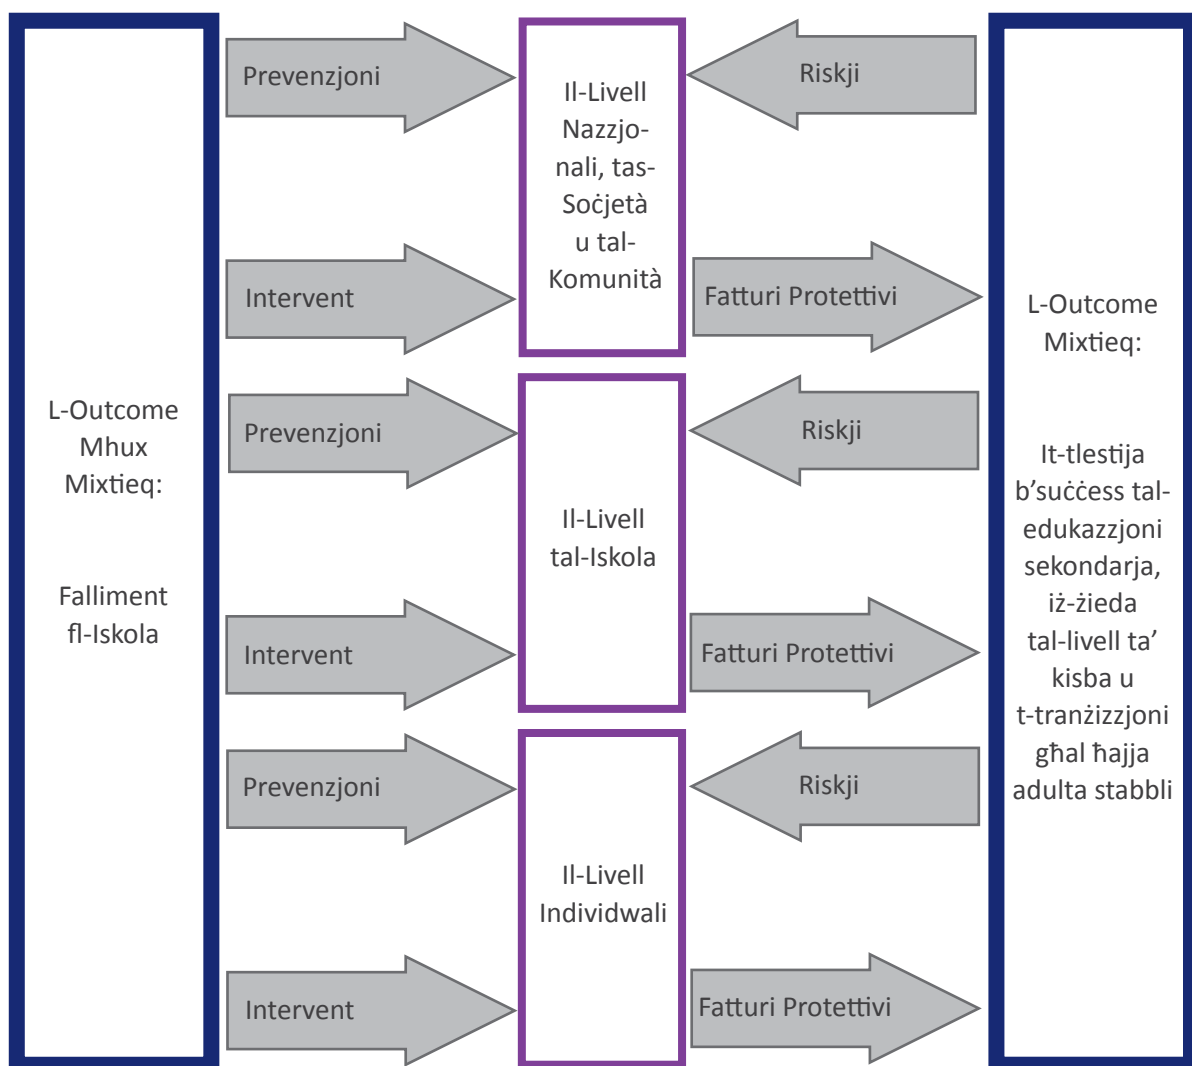 L-Outcome
Mhux
Mixtieq:
Falliment
fl-Iskola
Prevenzjoni
Intervent
Prevenzjoni
Intervent
Prevenzjoni
Intervent
Il-Livell
Nazzjo-
nali, tas-
Soċjetà
u tal-
Komunità
Il-Livell
tal-Iskola
Il-Livell
Individwali
Riskji
Fatturi Protettivi
Riskji
Fatturi Protettivi
Riskji
Fatturi Protettivi
L-Outcome
Mixtieq:
It-tlestija
b'suċċess tal-
edukazzjoni
sekondarja,
iż-żieda
tal-livell ta'
kisba u
t-tranżizzjoni
għal ħajja
adulta stabbli